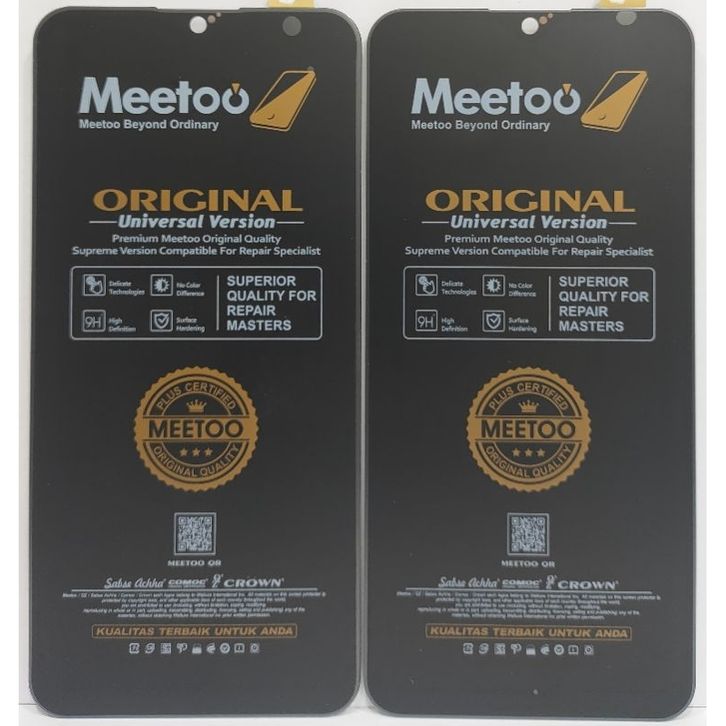 Meetoo
Meetoo Beyond Ordinary
ORIGINAL
Universal Version
Premium Meetoo Original Quality
Supreme Version Compatible For Repair Specialist
Delicate Technologies
No Color Difference
9H High Definition
Surface Hardening
SUPERIOR
QUALITY FOR
REPAIR
MASTERS
PLUS CERTIFIED
MEETOO
ORIGINAL QUALITY
MEETOO QR
Sabse Achha COMOC CROWN
KUALITAS TERBAIK UNTUK ANDA
Meetoo
Meetoo Beyond Ordinary
ORIGINAL
Universal Version
Premium Meetoo Original Quality
Supreme Version Compatible For Repair Specialist
Delicate Technologies
No Color Difference
9H High Definition
Surface Hardening
SUPERIOR
QUALITY FOR
REPAIR
MASTERS
PLUS CERTIFIED
MEETOO
ORIGINAL QUALITY
MEETOO QR
Sabse Achha COMOC CROWN
KUALITAS TERBAIK UNTUK ANDA